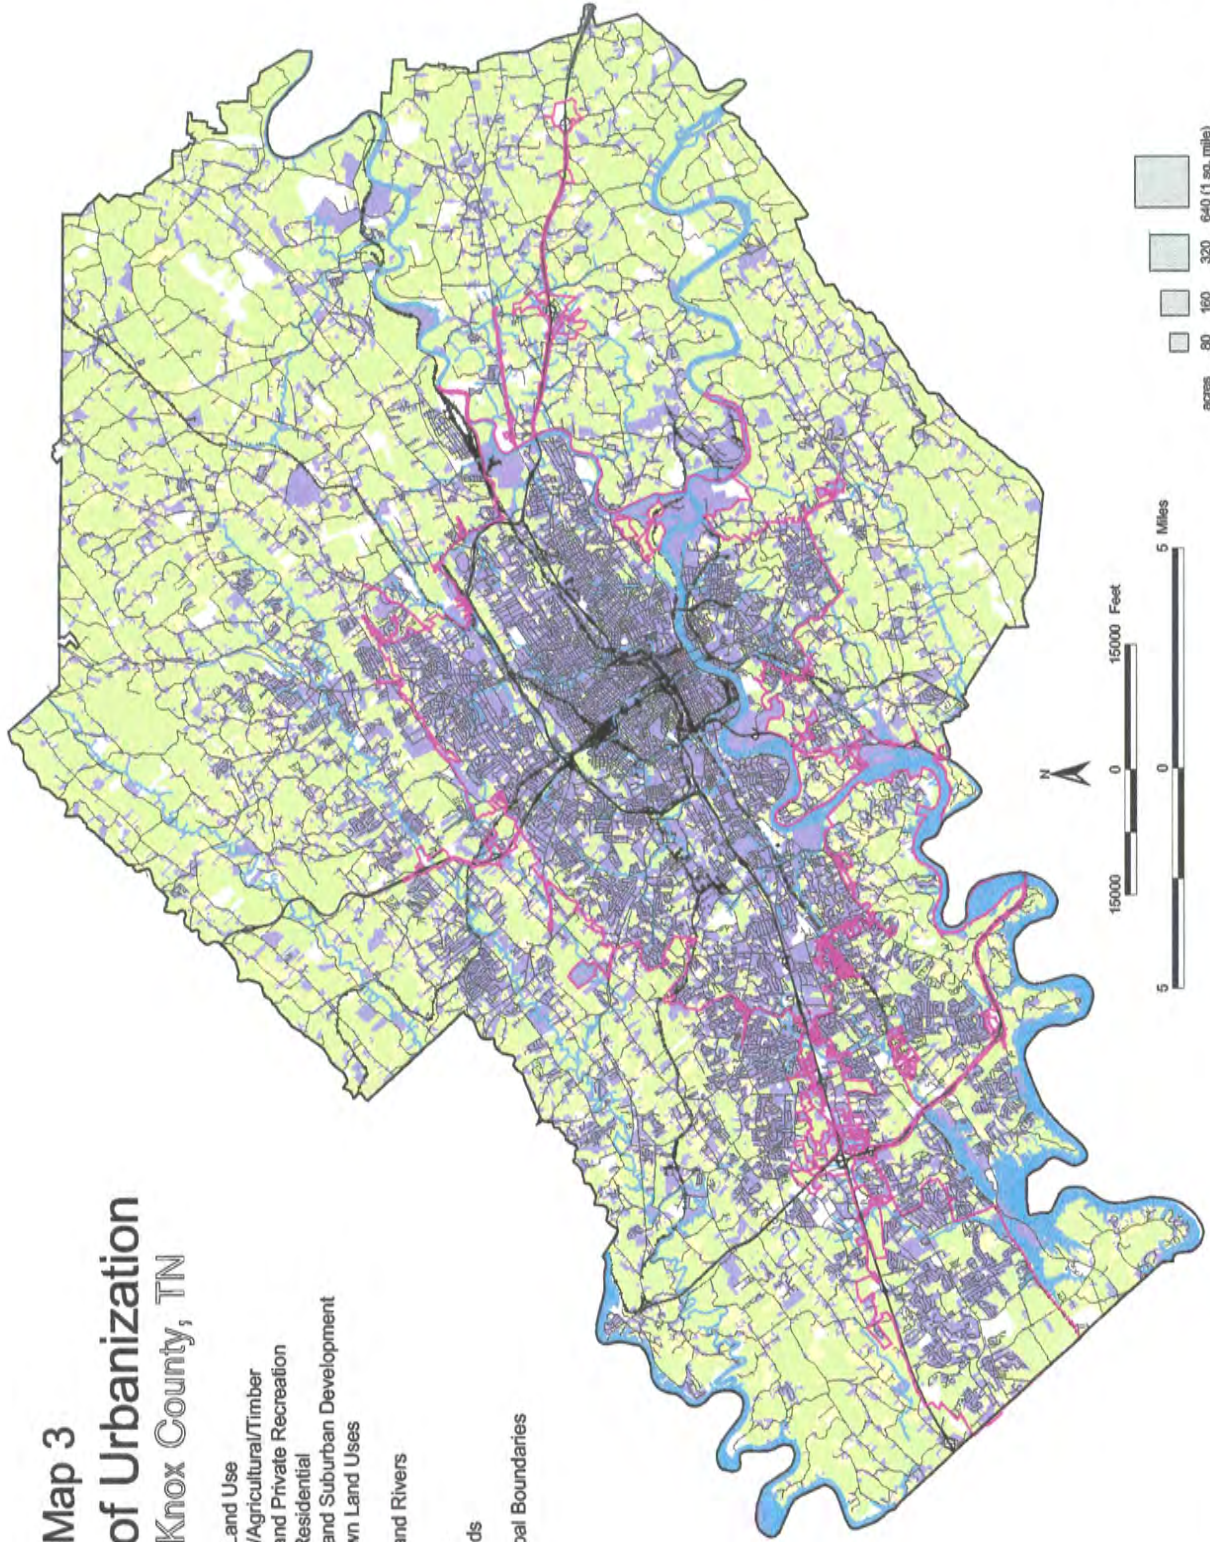 Map 3
of Urbanization
Knox County, TN
Land Use
/Agricultural/Timber
and Private Recreation
Residential
and Suburban Development
wn Land Uses
and Rivers
ds
pal Boundaries
N
15000 0 15000 Feet
5 0 5 Miles
acres 80 160 320 640 (1 sq. mile)